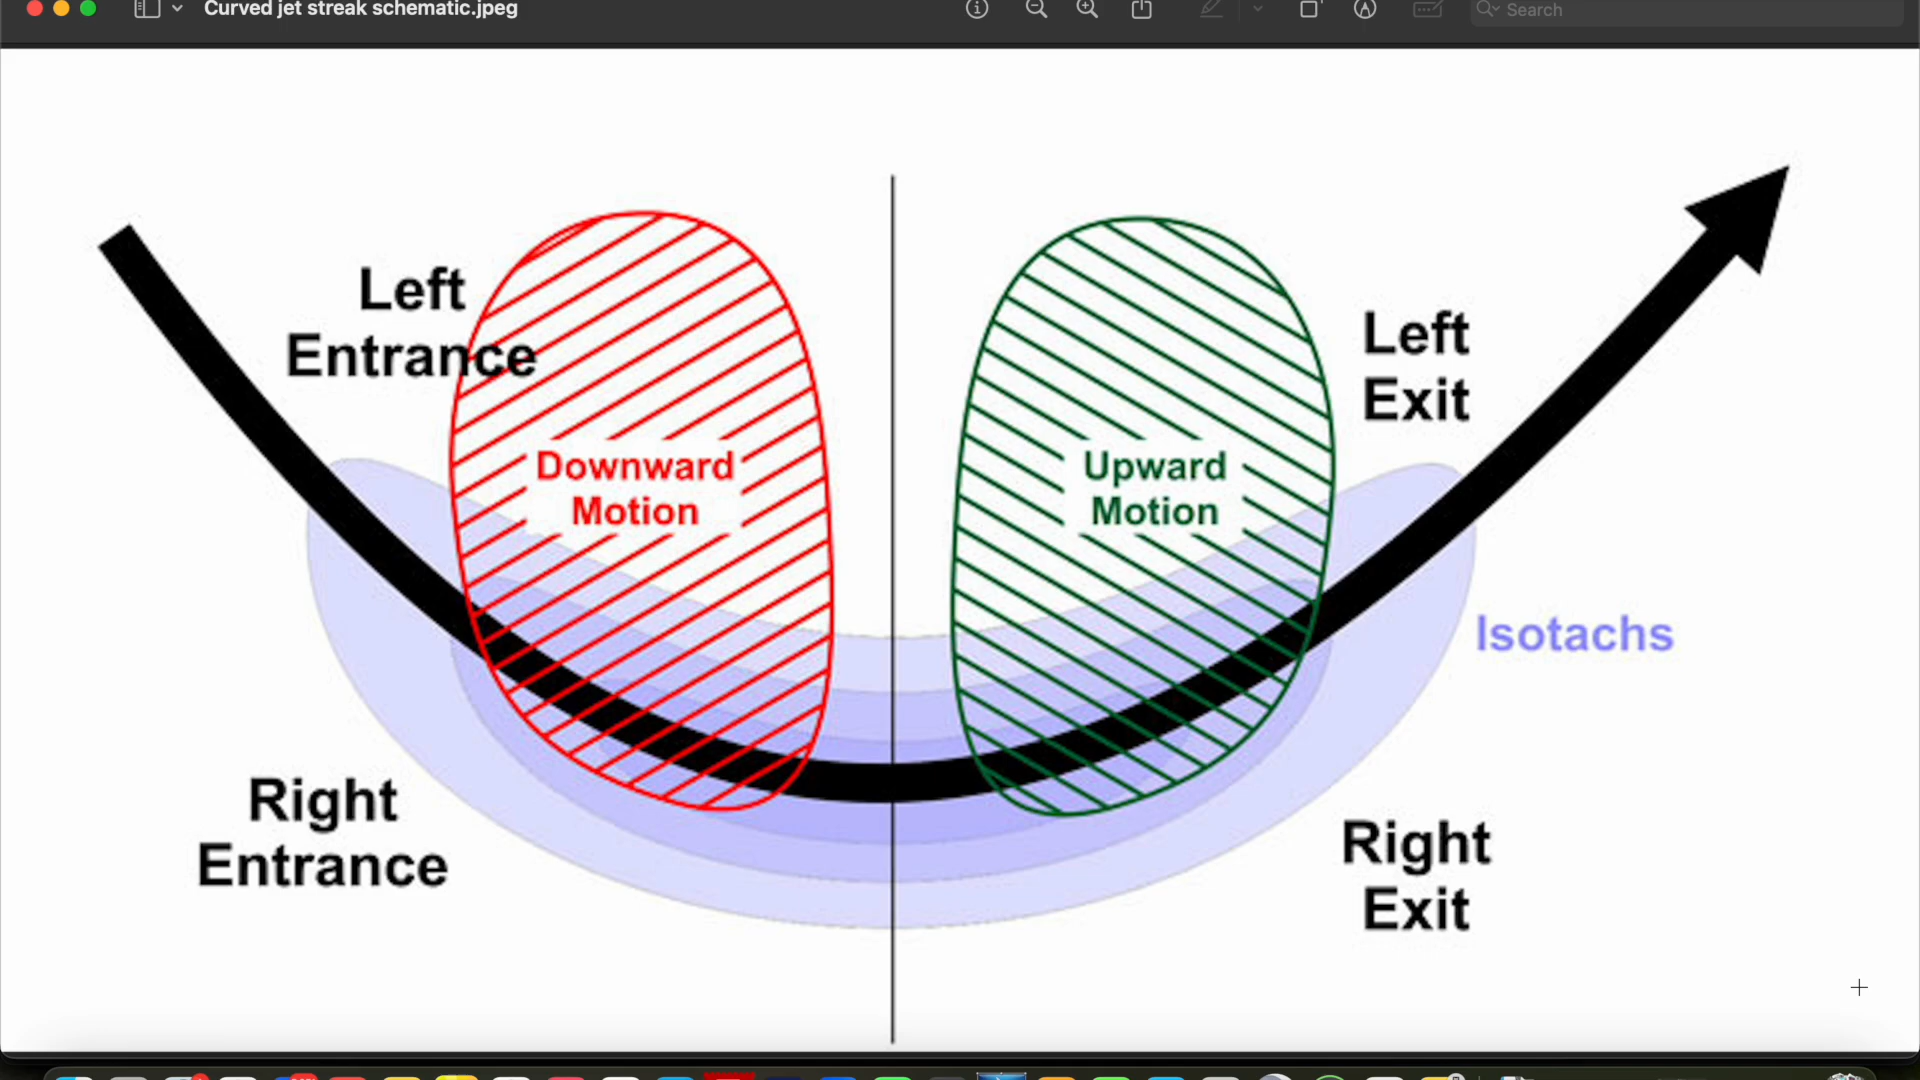 Curved jet streak schematic.jpeg
Search
Left
Entrance
Downward
Motion
Upward
Motion
Left
Exit
Isotachs
Right
Entrance
Right
Exit